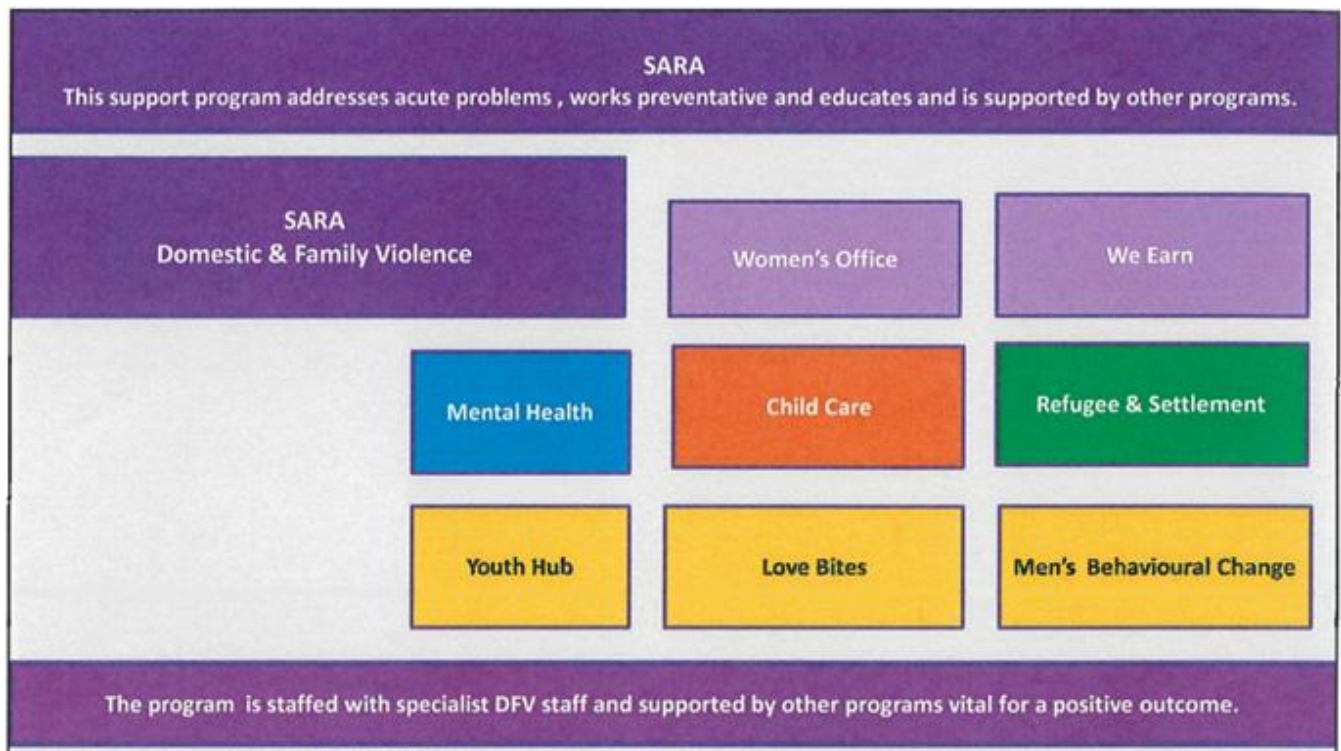 SARA
This support program addresses acute problems , works preventative and educates and is supported by other programs.
SARA
Domestic & Family Violence
Women's Office
We Earn
Mental Health
Child Care
Refugee & Settlement
Youth Hub
Love Bites
Men's Behavioural Change
The program is staffed with specialist DFV staff and supported by other programs vital for a positive outcome.